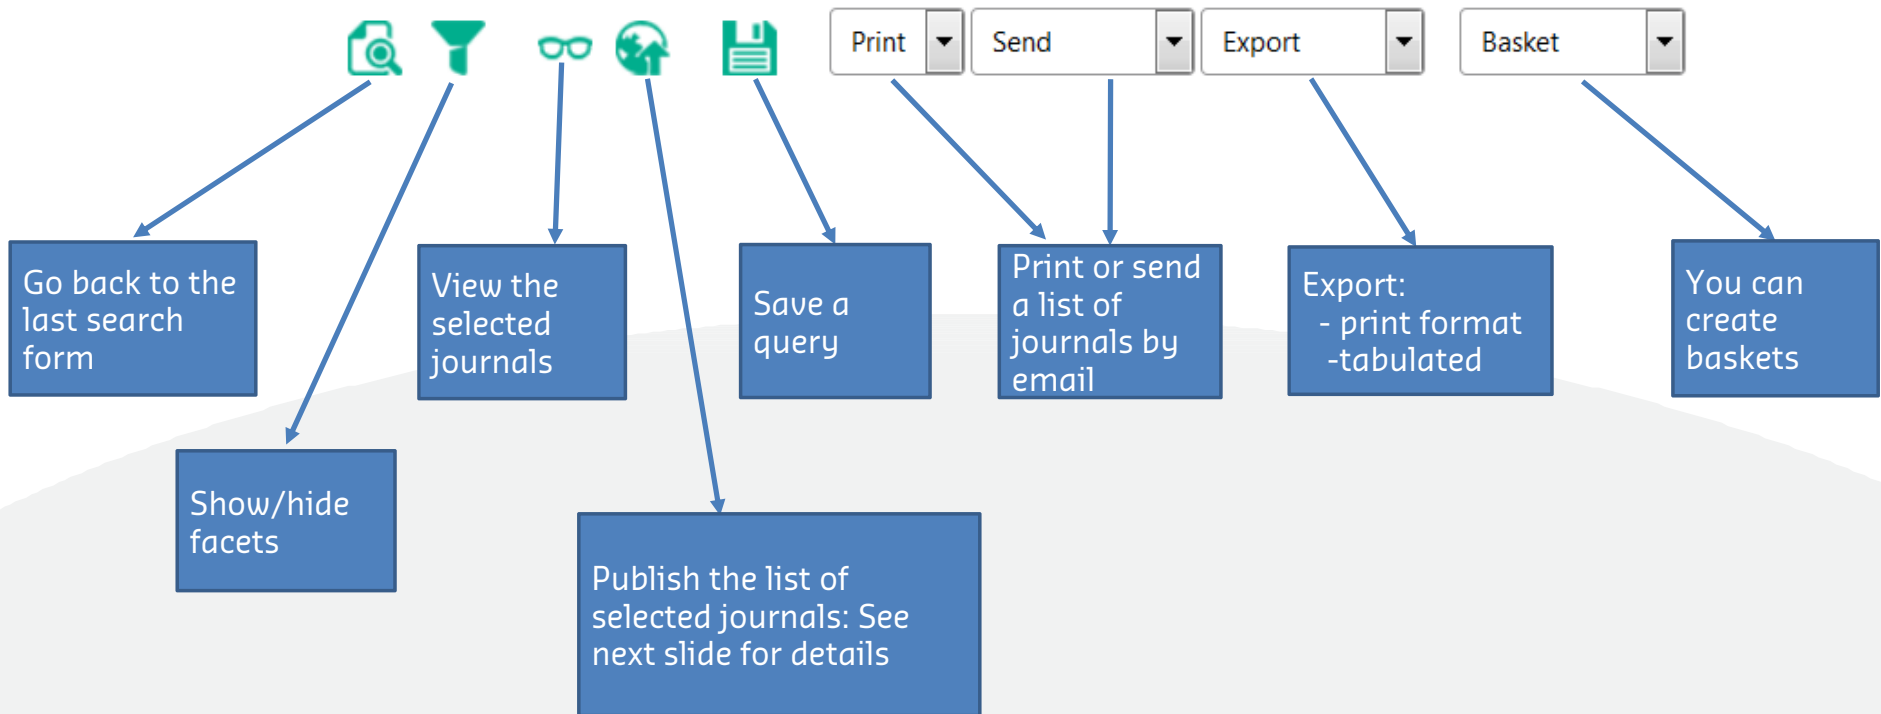 Print
Send
Export
Basket
Go back to the
last search
form
View the
selected
journals
Save a
query
Print or send
a list of
journals by
email
Export:
- print format
-tabulated
You can
create
baskets
Show/hide
facets
Publish the list of
selected journals: See
next slide for details